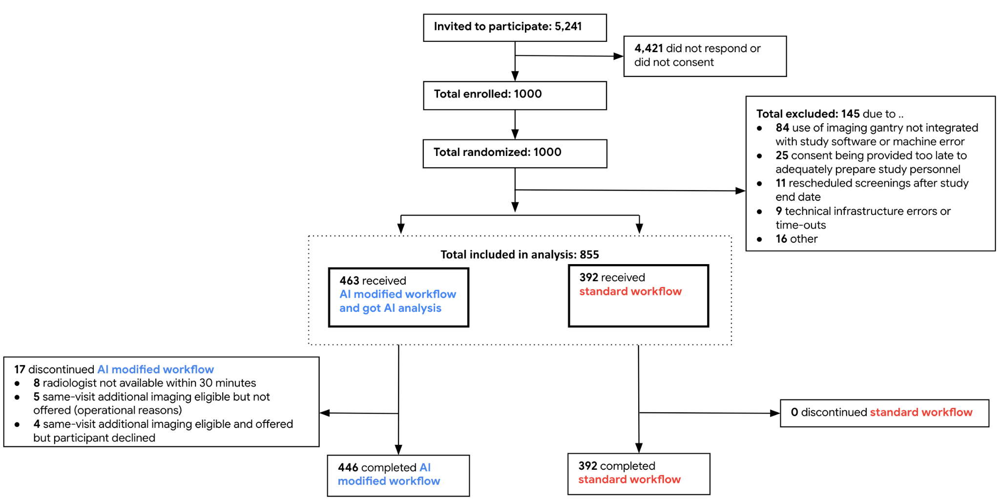 Invited to participate: 5,241
4,421 did not respond or
did not consent
Total enrolled: 1000
Total randomized: 1000
Total excluded: 145 due to ..
● 84 use of imaging gantry not integrated
with study software or machine error
● 25 consent being provided too late to
adequately prepare study personnel
● 11 rescheduled screenings after study
end date
● 9 technical infrastructure errors or
time-outs
● 16 other
Total included in analysis: 855
463 received
AI modified workflow
and got AI analysis
392 received
standard workflow
17 discontinued AI modified workflow
● 8 radiologist not available within 30 minutes
● 5 same-visit additional imaging eligible but not
offered (operational reasons)
● 4 same-visit additional imaging eligible and offered
but participant declined
0 discontinued standard workflow
446 completed AI
modified workflow
392 completed
standard workflow